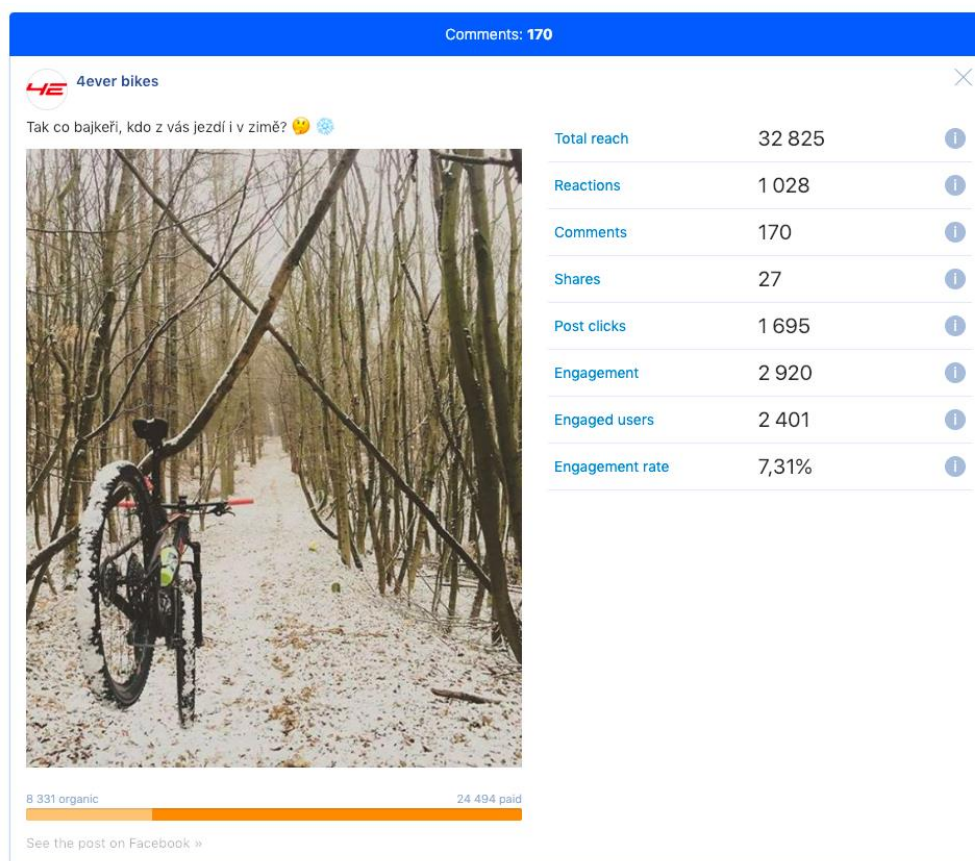 Comments: 170
4E
4ever bikes
Tak co bajkeři, kdo z vás jezdí i v zimě? 🤔 ❄️
Total reach 32 825
Reactions 1 028
Comments 170
Shares 27
Post clicks 1 695
Engagement 2 920
Engaged users 2 401
Engagement rate 7,31%
8 331 organic 24 494 paid
See the post on Facebook »